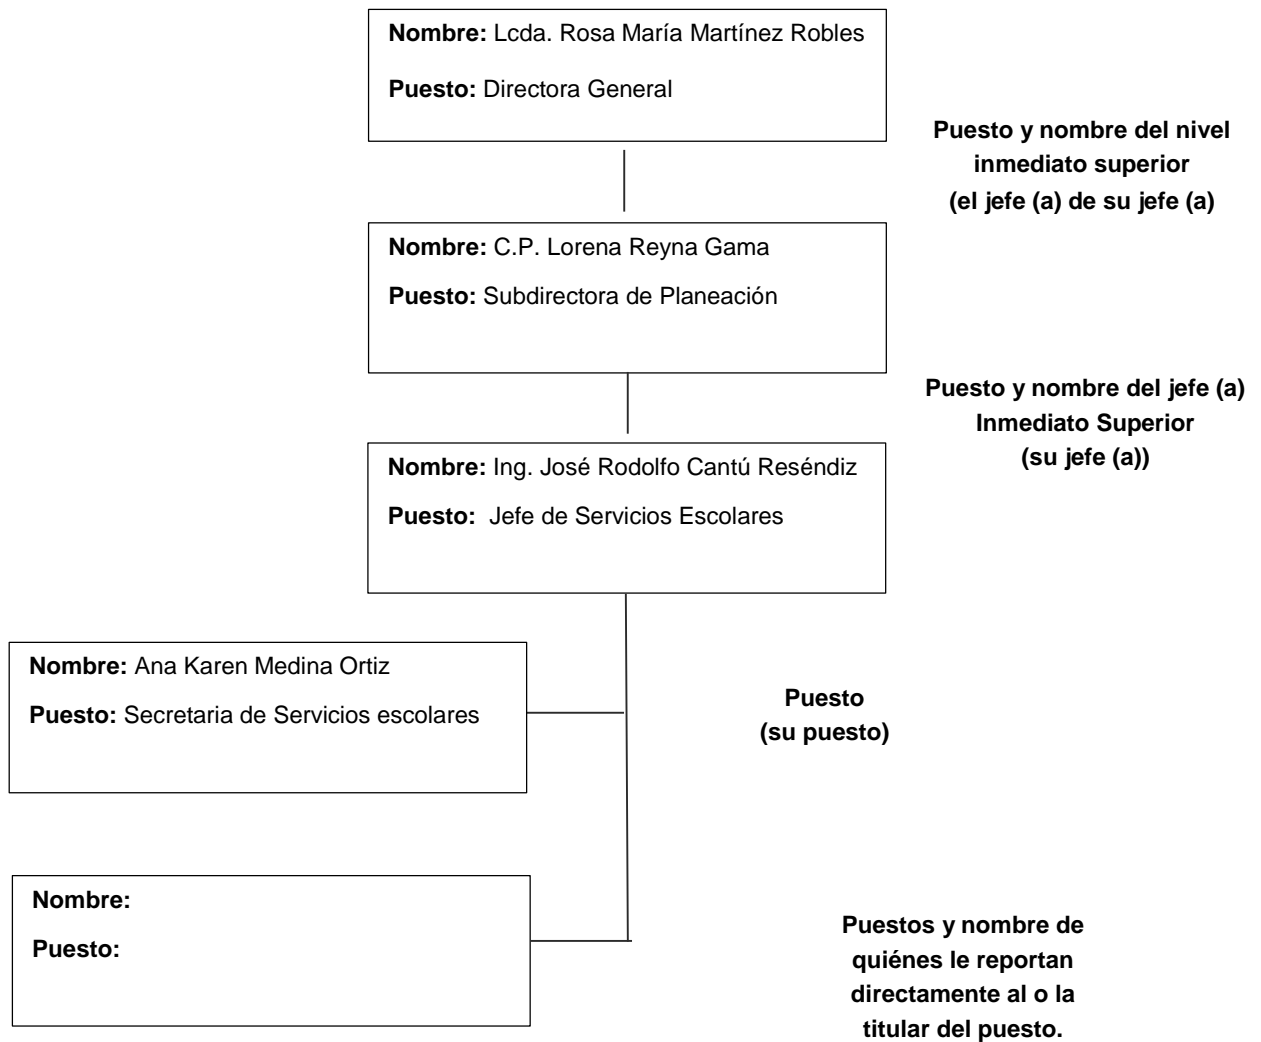 Nombre: Lcda. Rosa María Martínez Robles
Puesto: Directora General
Puesto y nombre del nivel
inmediato superior
(el jefe (a) de su jefe (a)
Nombre: C.P. Lorena Reyna Gama
Puesto: Subdirectora de Planeación
Puesto y nombre del jefe (a)
Inmediato Superior
(su jefe (a))
Nombre: Ing. José Rodolfo Cantú Reséndiz
Puesto: Jefe de Servicios Escolares
Nombre: Ana Karen Medina Ortiz
Puesto: Secretaria de Servicios escolares
Puesto
(su puesto)
Nombre:
Puesto:
Puestos y nombre de
quiénes le reportan
directamente al o la
titular del puesto.